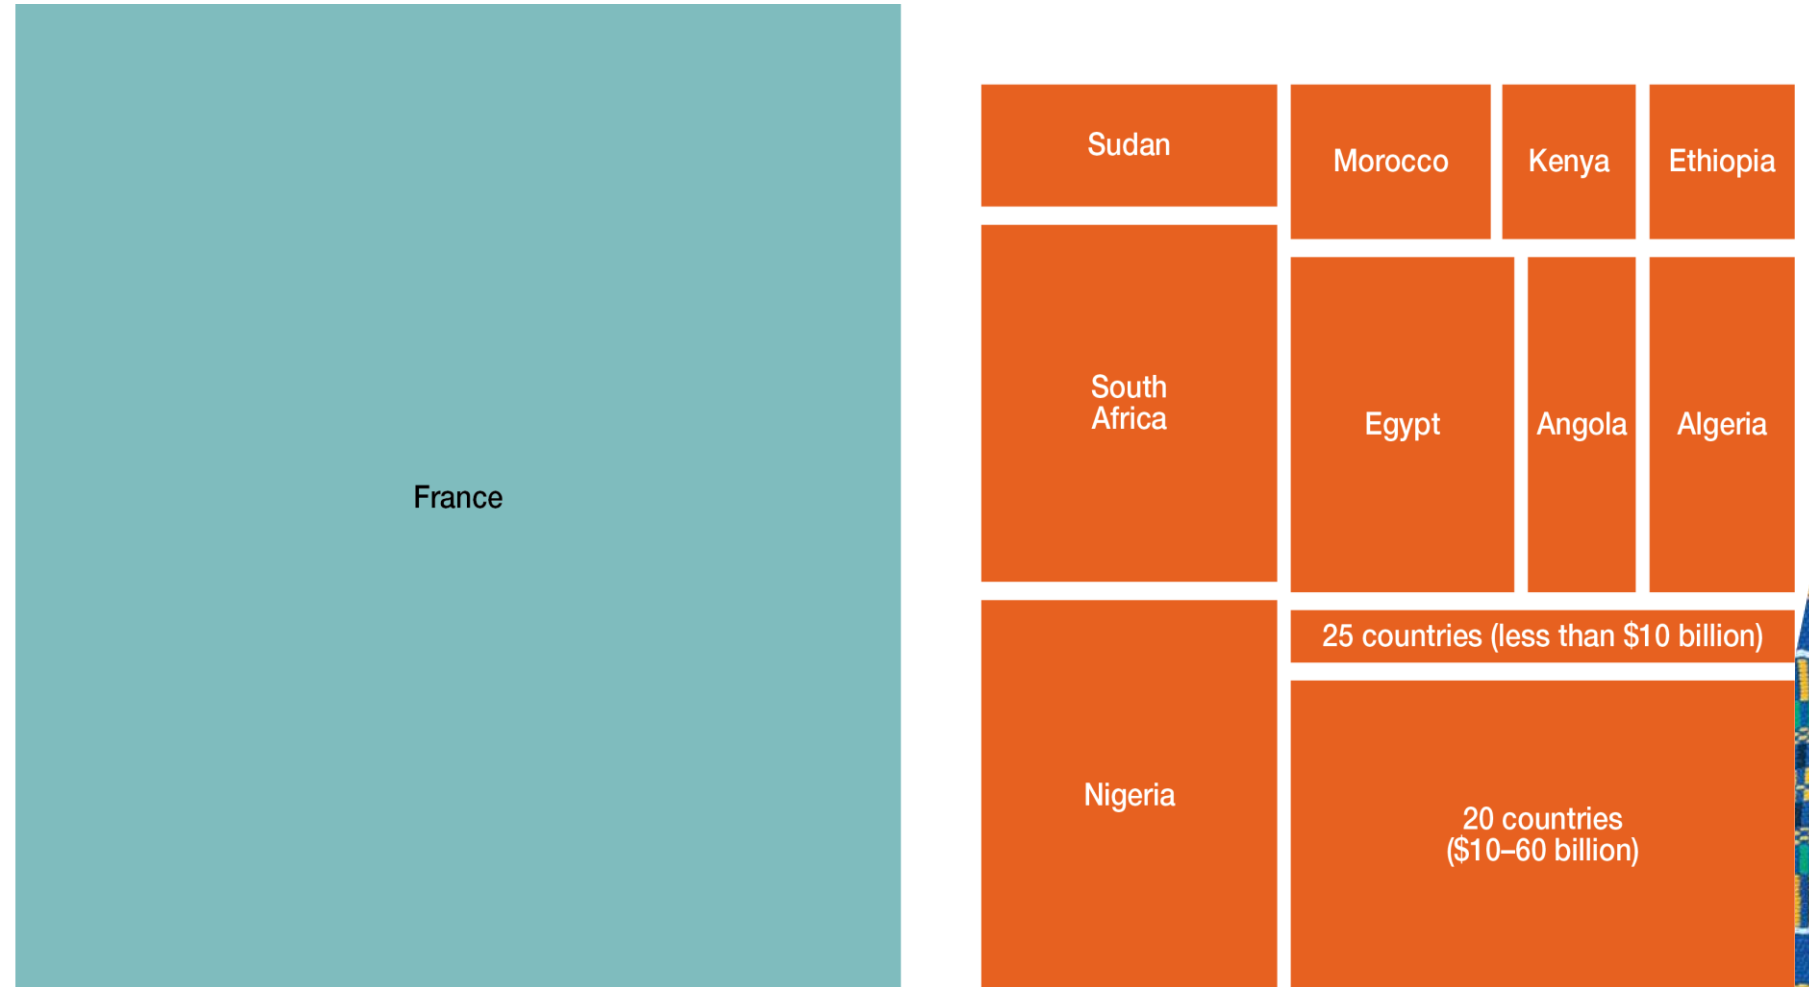 France
Sudan
Morocco
Kenya
Ethiopia
South
Africa
Egypt
Angola
Algeria
25 countries (less than $10 billion)
Nigeria
20 countries
($10–60 billion)